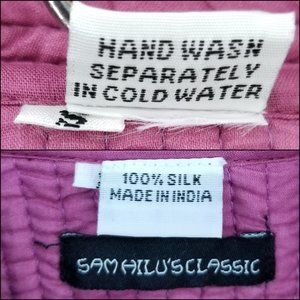 HAND WASN
SEPARATELY
IN COLD WATER
100% SILK
MADE IN INDIA
SAM HILU'S CLASSIC